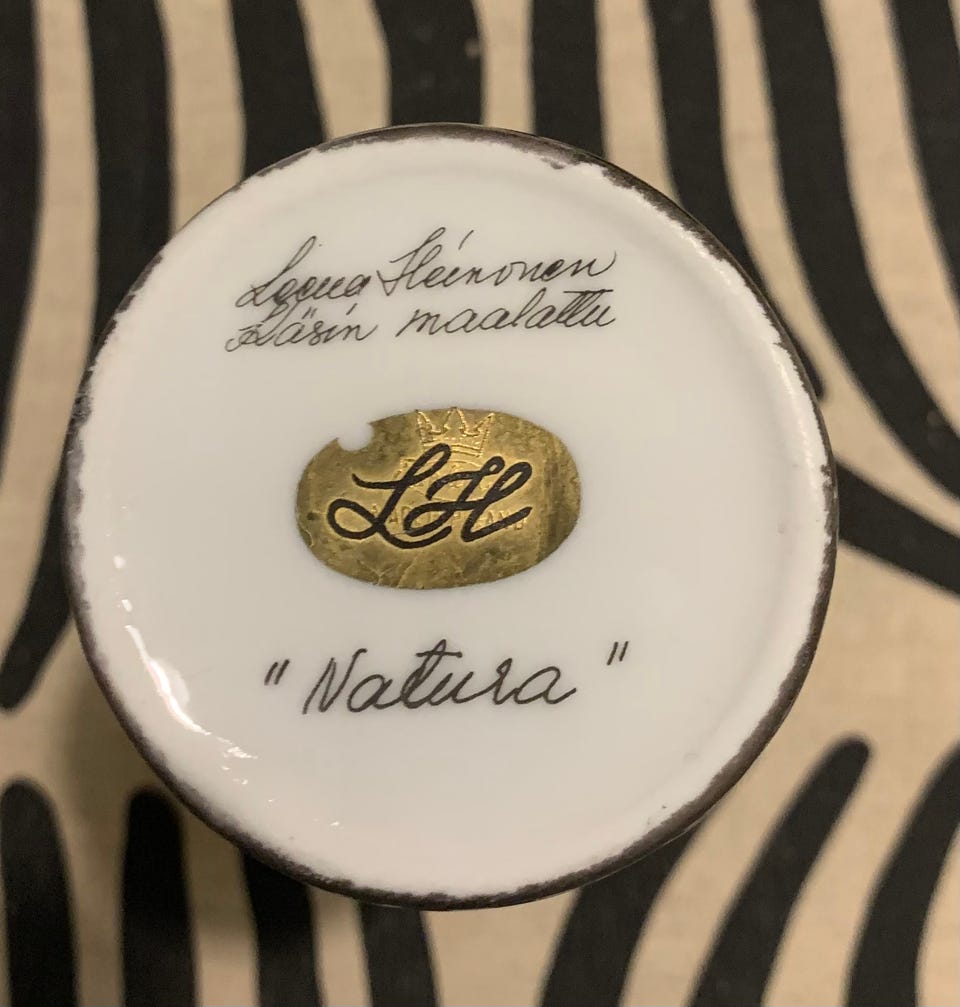 Leena Heinonen
Käsin maalattu
LH
"Natura"